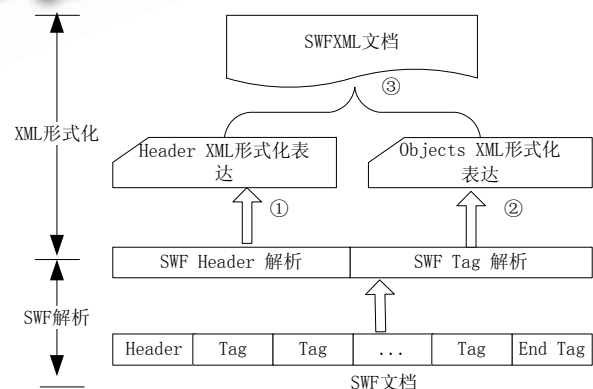 SWFXML文档
③
XML形式化
Header XML形式化表
达
Objects XML形式化
表达
①
②
SWF Header 解析
SWF Tag 解析
SWF解析
Header
Tag
Tag
...
Tag
End Tag
SWF文档